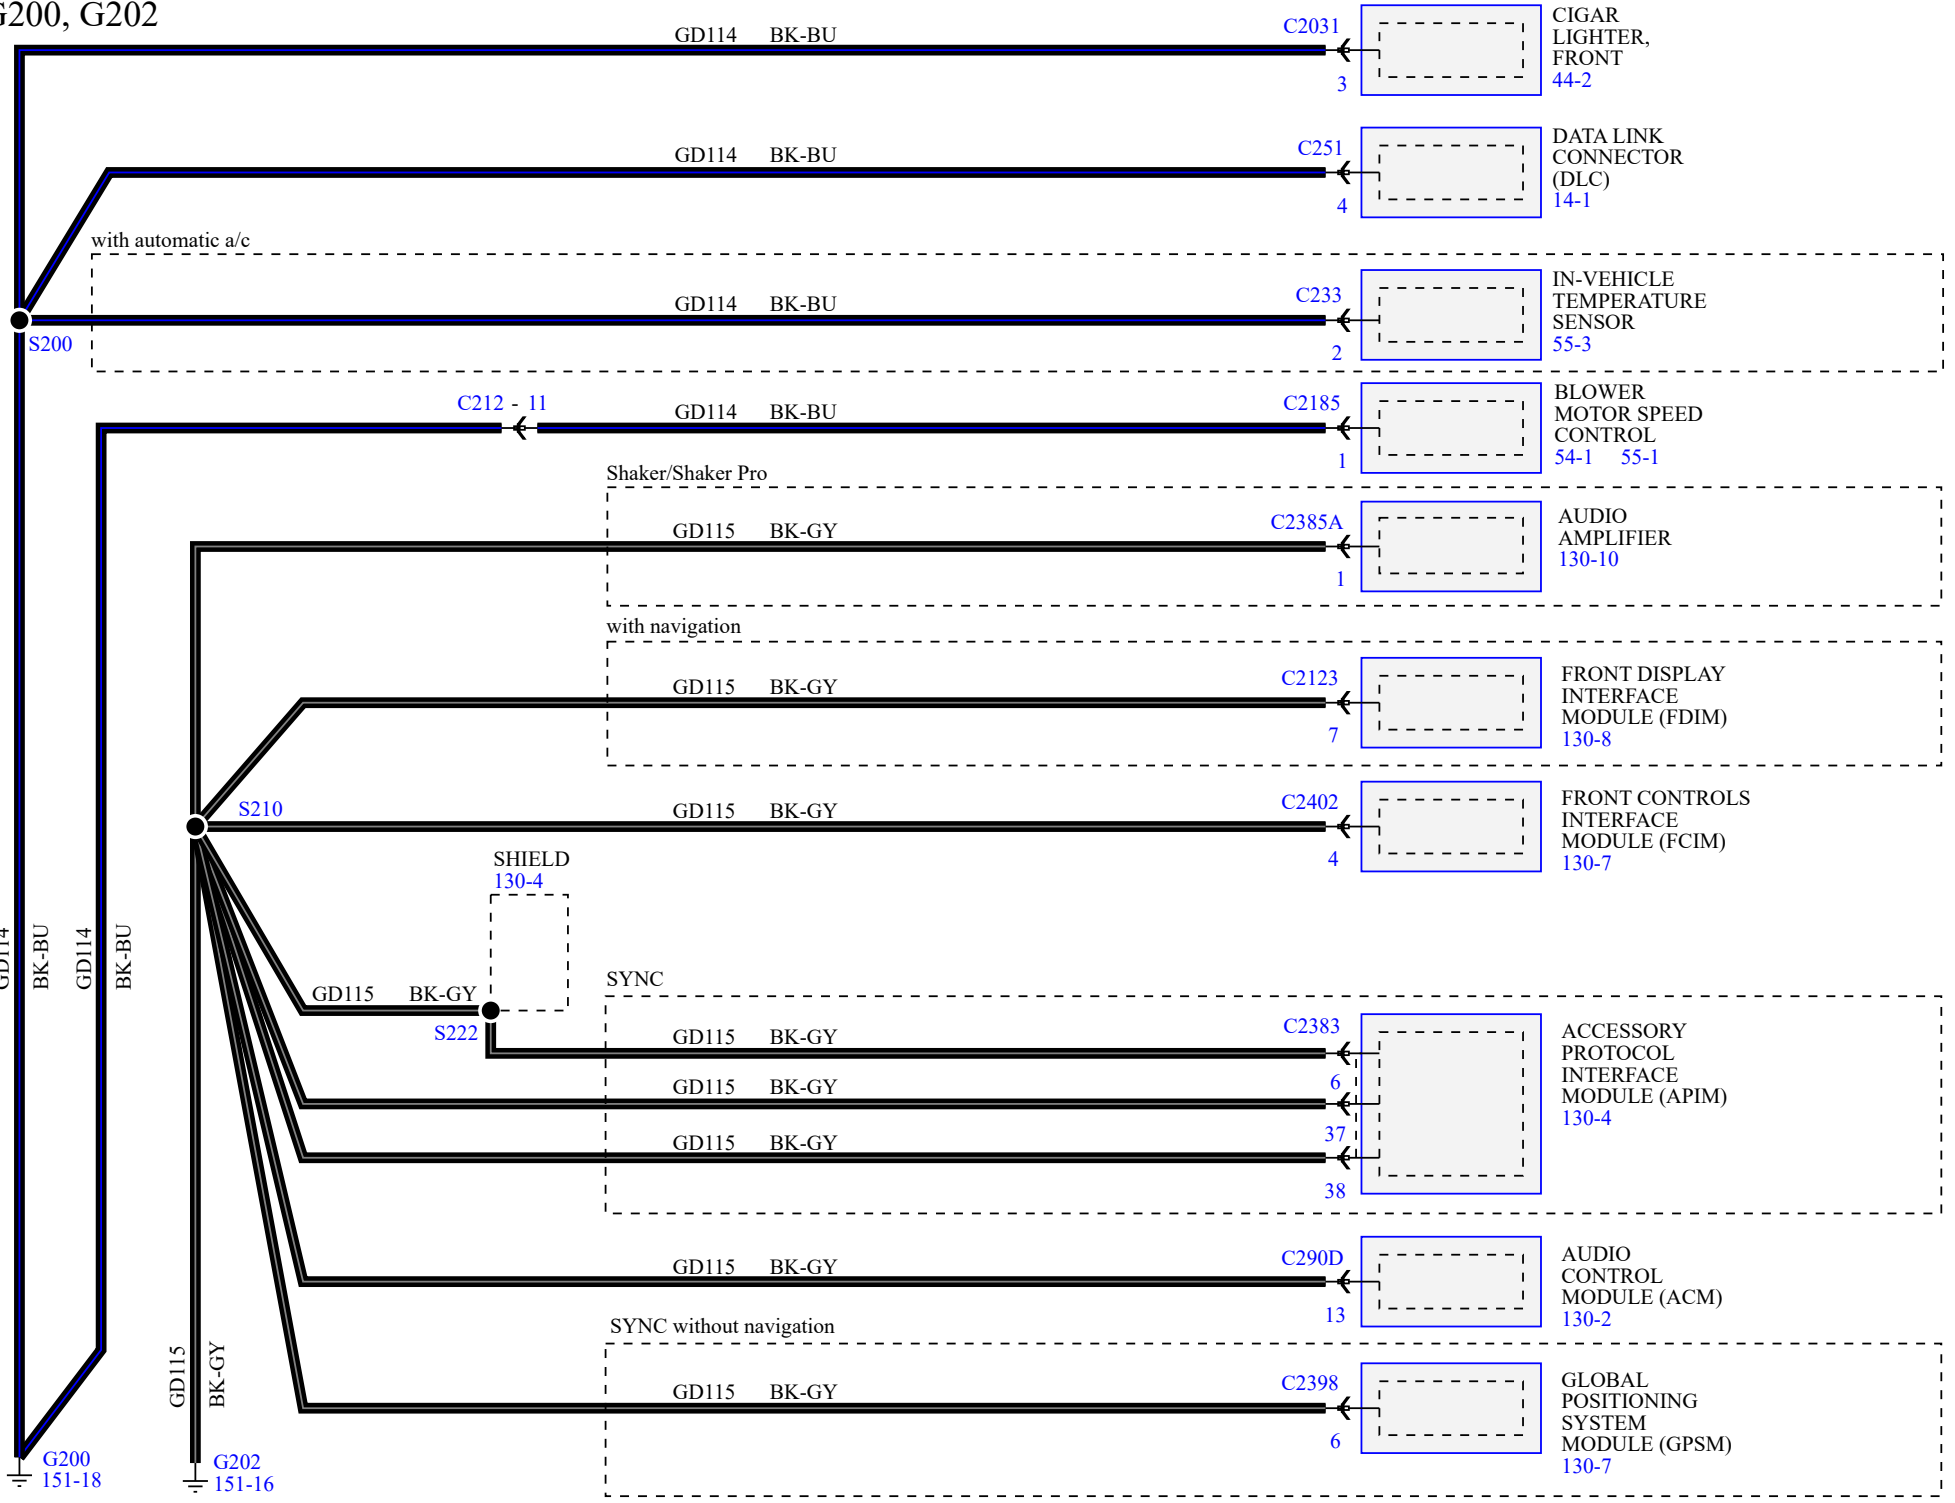 G200, G202
GD114 BK-BU
C2031
3
CIGAR
LIGHTER,
FRONT
44-2
GD114 BK-BU
C251
4
DATA LINK
CONNECTOR
(DLC)
14-1
with automatic a/c
GD114 BK-BU
C233
2
IN-VEHICLE
TEMPERATURE
SENSOR
55-3
S200
C212 - 11
GD114 BK-BU
C2185
1
BLOWER
MOTOR SPEED
CONTROL
54-1 55-1
Shaker/Shaker Pro
GD115 BK-GY
C2385A
1
AUDIO
AMPLIFIER
130-10
with navigation
GD115 BK-GY
C2123
7
FRONT DISPLAY
INTERFACE
MODULE (FDIM)
130-8
S210
GD115 BK-GY
C2402
4
FRONT CONTROLS
INTERFACE
MODULE (FCIM)
130-7
SHIELD
130-4
GD114
BK-BU
GD114
BK-BU
GD115 BK-GY
S222
SYNC
GD115 BK-GY
C2383
6
GD115 BK-GY
37
GD115 BK-GY
38
ACCESSORY
PROTOCOL
INTERFACE
MODULE (APIM)
130-4
GD115 BK-GY
C290D
13
AUDIO
CONTROL
MODULE (ACM)
130-2
SYNC without navigation
GD115
BK-GY
GD115 BK-GY
C2398
6
GLOBAL
POSITIONING
SYSTEM
MODULE (GPSM)
130-7
G200
151-18
G202
151-16